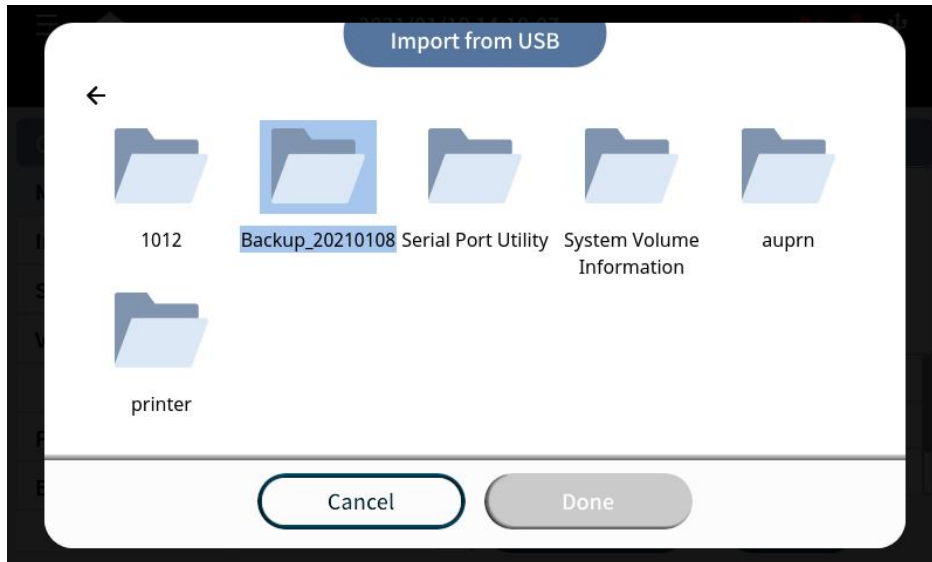 Import from USB
1012
Backup_20210108
Serial Port Utility
System Volume
Information
auprn
printer
Cancel
Done